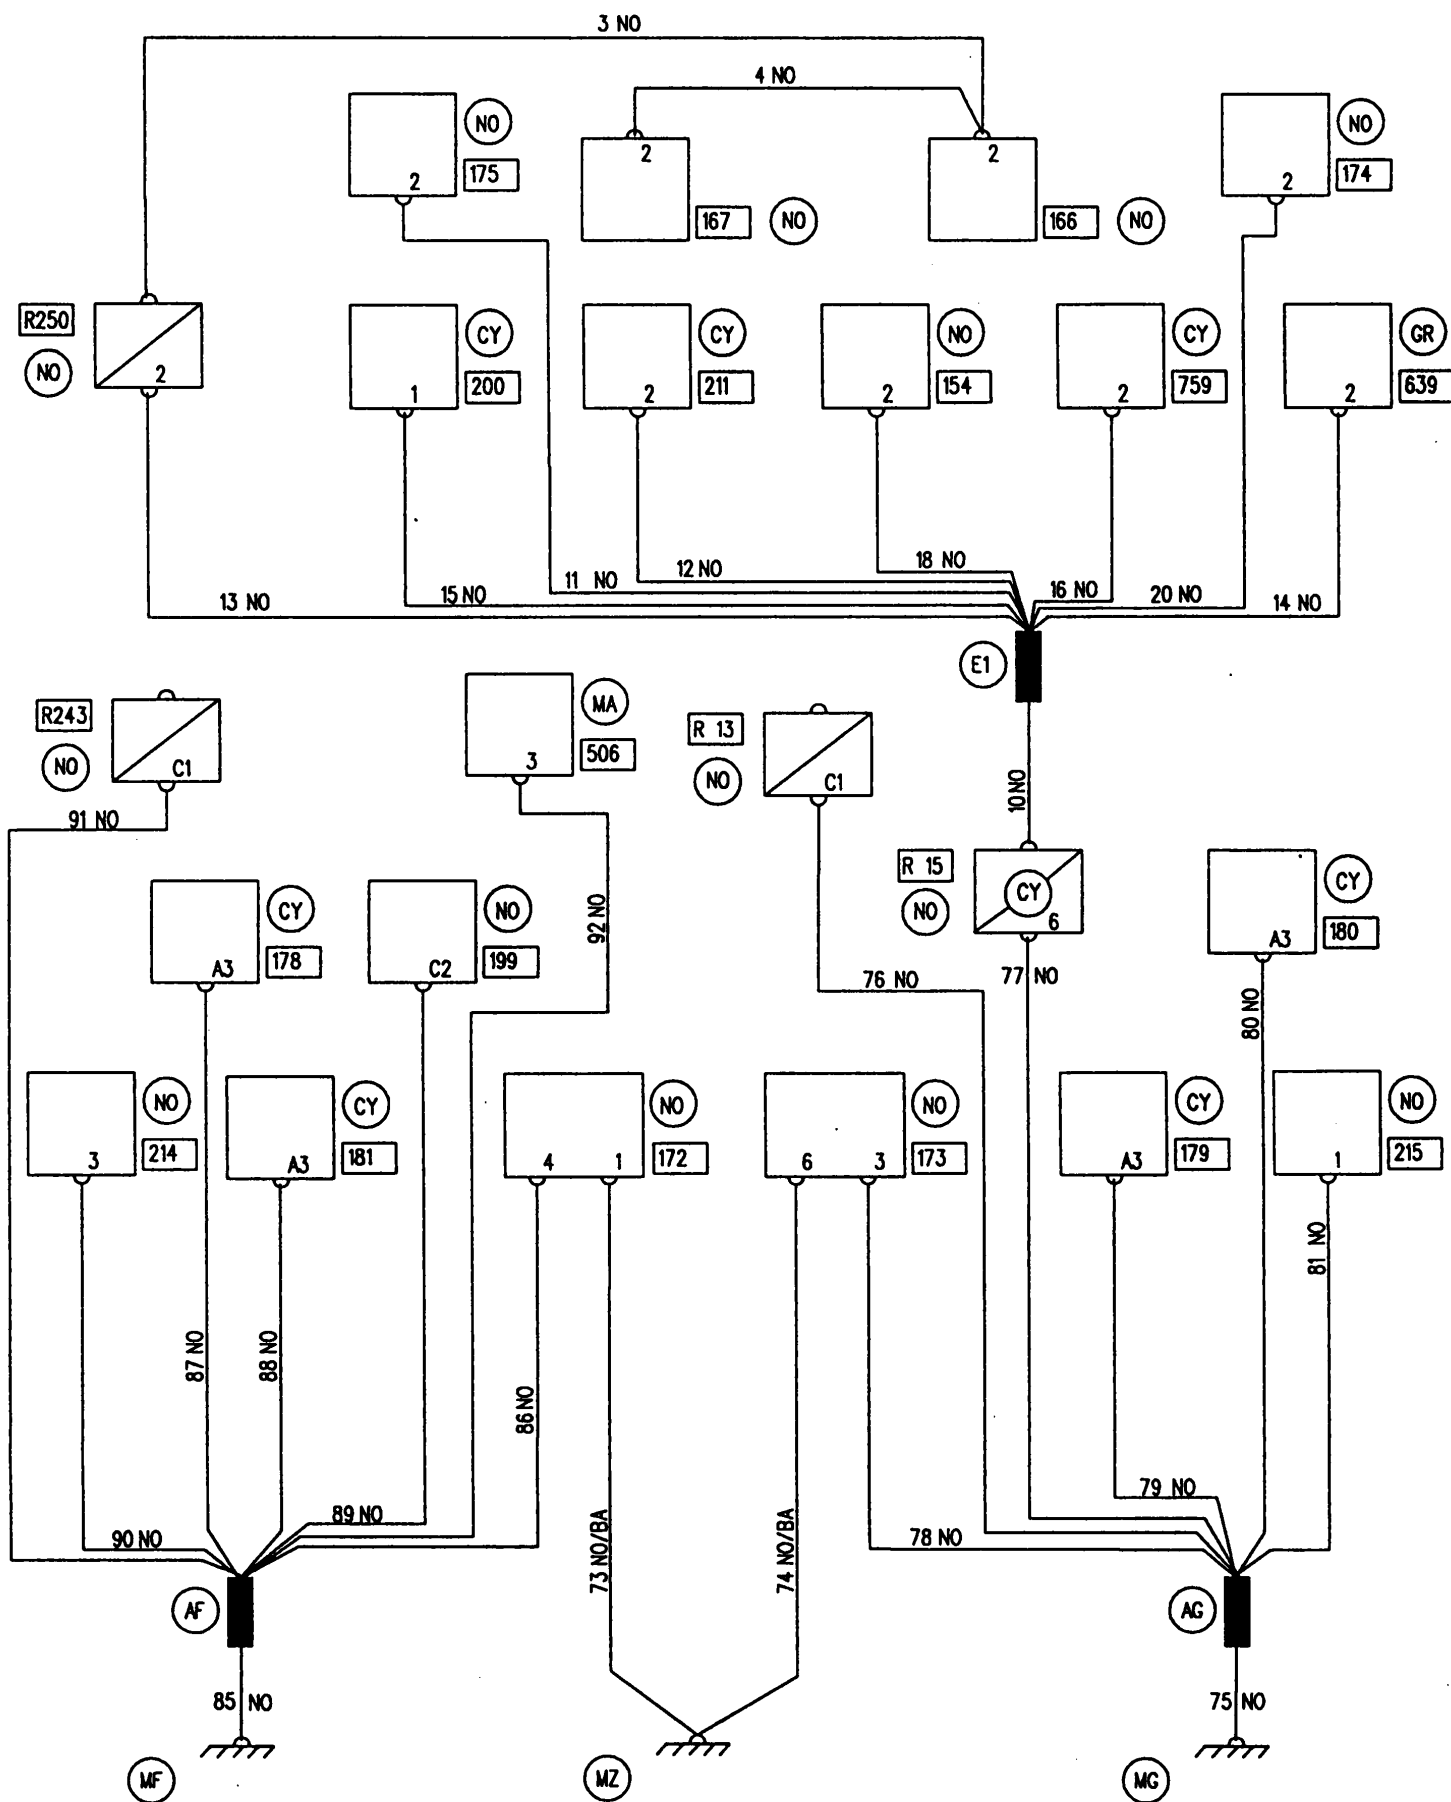 3 NO
4 NO
NO
175
2
2
167
NO
2
166
NO
NO
174
2
R250
NO
2
CY
200
1
CY
211
2
NO
154
2
CY
759
2
GR
639
2
13 NO
15 NO
11 NO
12 NO
18 NO
16 NO
20 NO
14 NO
E1
R243
NO
C1
91 NO
MA
506
3
92 NO
R 13
NO
C1
76 NO
10 NO
R 15
NO
CY
6
77 NO
CY
180
A3
80 NO
CY
178
A3
NO
199
C2
NO
214
3
CY
181
A3
NO
172
4 1
NO
173
6 3
CY
179
A3
NO
215
1
81 NO
87 NO
88 NO
86 NO
90 NO
89 NO
73 NO/BA
74 NO/BA
78 NO
79 NO
AF
AG
85 NO
75 NO
MF
MZ
MG